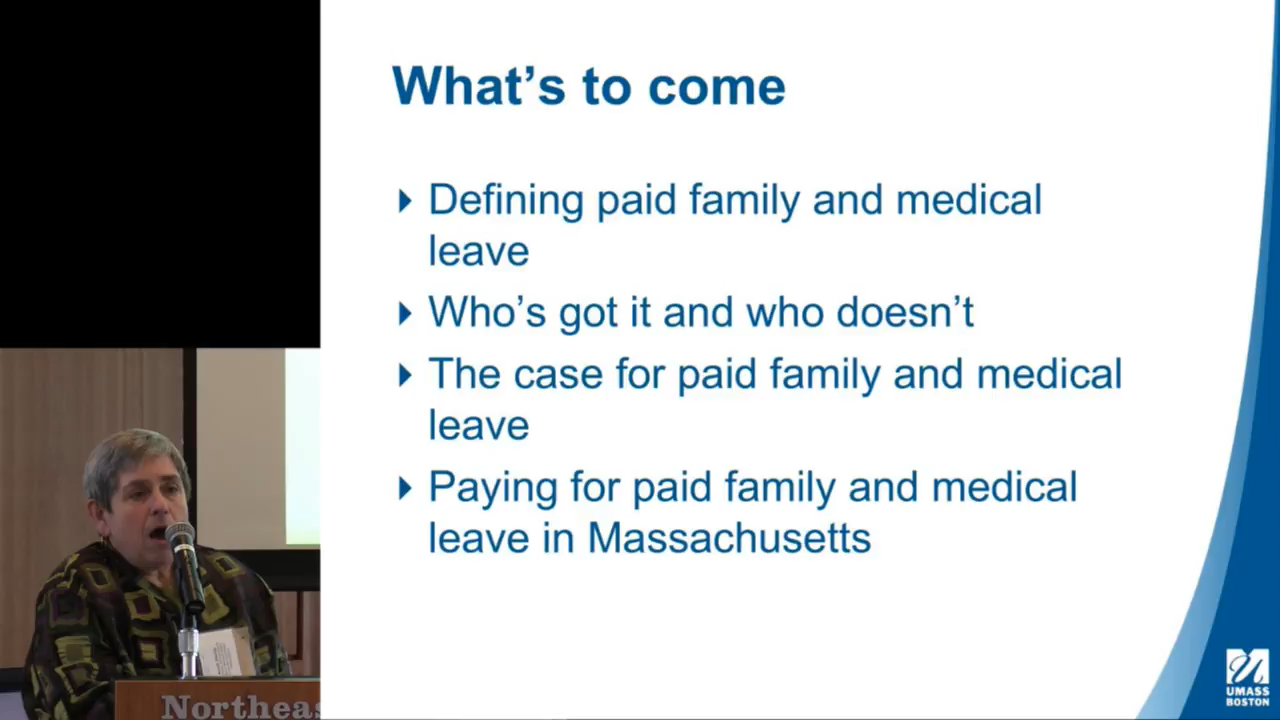 What's to come
Defining paid family and medical
leave
Who's got it and who doesn't
The case for paid family and medical
leave
Paying for paid family and medical
leave in Massachusetts
UMASS
BOSTON
Northeas